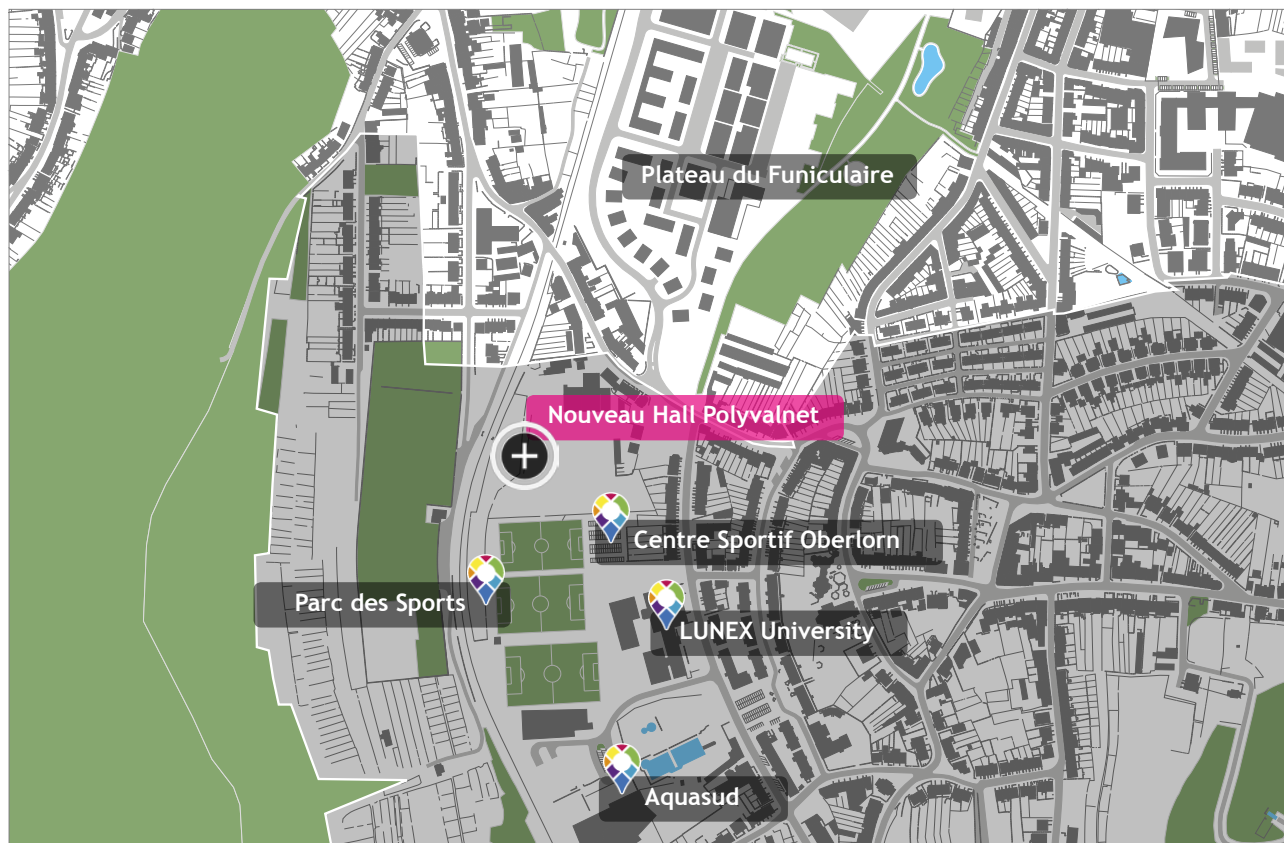 Plateau du Funiculaire
Nouveau Hall Polyvalnet
Centre Sportif Oberlorn
Parc des Sports
LUNEX University
Aquasud